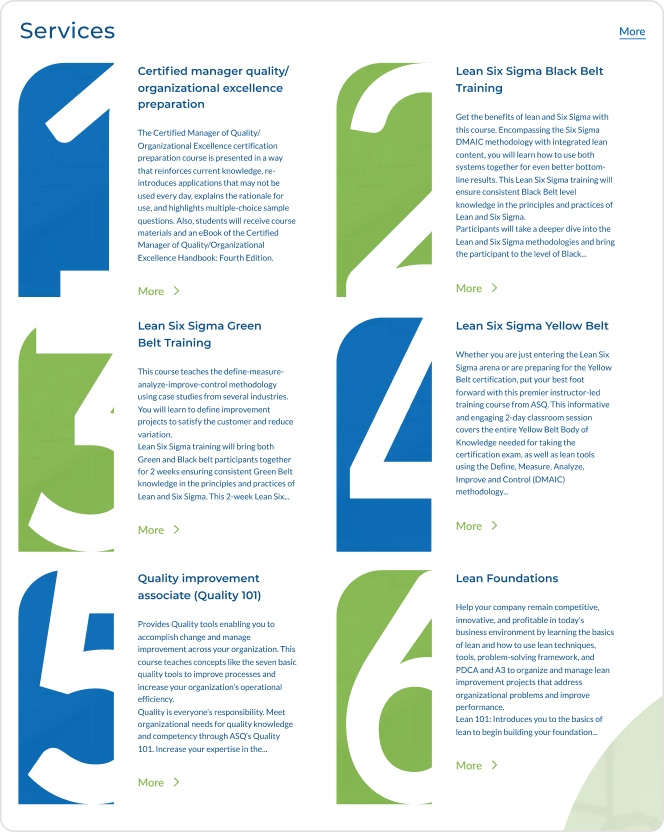 Services
More
1
Certified manager quality/
organizational excellence
preparation
The Certified Manager of Quality/
Organizational Excellence certification
preparation course is presented in a way
that reinforces current knowledge, re-
introduces applications that may not be
used every day, explains the rationale for
use, and highlights multiple-choice sample
questions. Also, students will receive course
materials and an eBook of the Certified
Manager of Quality/Organizational
Excellence Handbook: Fourth Edition.
More
2
Lean Six Sigma Black Belt
Training
Get the benefits of lean and Six Sigma with
this course. Encompassing the Six Sigma
DMAIC methodology with integrated lean
content, you will learn how to use both
systems together for even better bottom-
line results. This Lean Six Sigma training will
ensure consistent Black Belt level
knowledge in the principles and practices of
Lean and Six Sigma.
Participants will take a deeper dive into the
Lean and Six Sigma methodologies and bring
the participant to the level of Black...
More
3
Lean Six Sigma Green
Belt Training
This course teaches the define-measure-
analyze-improve-control methodology
using case studies from several industries.
You will learn to define improvement
projects to satisfy the customer and reduce
variation.
Lean Six Sigma training will bring both
Green and Black belt participants together
for 2 weeks ensuring consistent Green Belt
knowledge in the principles and practices of
Lean and Six Sigma. This 2-week Lean Six...
More
4
Lean Six Sigma Yellow Belt
Whether you are just entering the Lean Six
Sigma arena or are preparing for the Yellow
Belt certification, put your best foot
forward with this premier instructor-led
training course from ASQ. This informative
and engaging 2-day classroom session
covers the entire Yellow Belt Body of
Knowledge needed for taking the
certification exam, as well as lean tools
using the Define, Measure, Analyze,
Improve and Control (DMAIC)
methodology...
More
5
Quality improvement
associate (Quality 101)
Provides Quality tools enabling you to
accomplish change and manage
improvement across your organization. This
course teaches concepts like the seven basic
quality tools to improve processes and
increase your organization's operational
efficiency.
Quality is everyone's responsibility. Meet
organizational needs for quality knowledge
and competency through ASQ's Quality
101. Increase your expertise in the...
More
6
Lean Foundations
Help your company remain competitive,
innovative, and profitable in today's
business environment by learning the basics
of lean and how to use lean techniques,
tools, problem-solving framework, and
PDCA and A3 to organize and manage lean
improvement projects that address
organizational problems and improve
performance.
Lean 101: Introduces you to the basics of
lean to begin building your foundation...
More